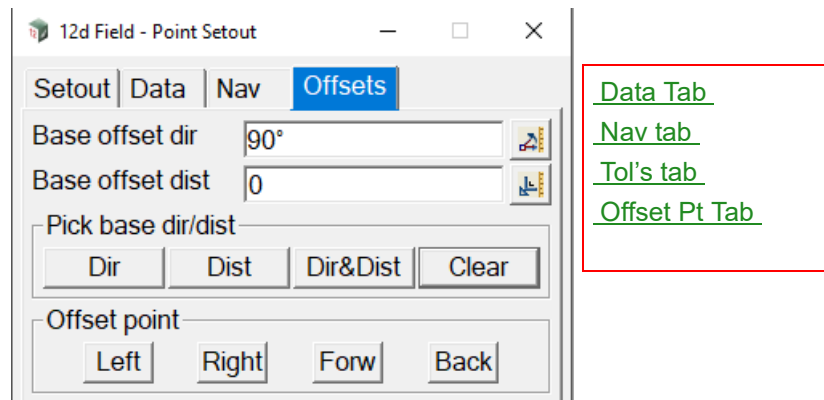 12d Field - Point Setout
Setout Data Nav Offsets
Base offset dir 90°
Base offset dist 0
Pick base dir/dist
Dir Dist Dir&Dist Clear
Offset point
Left Right Forw Back
Data Tab
Nav tab
Tol's tab
Offset Pt Tab